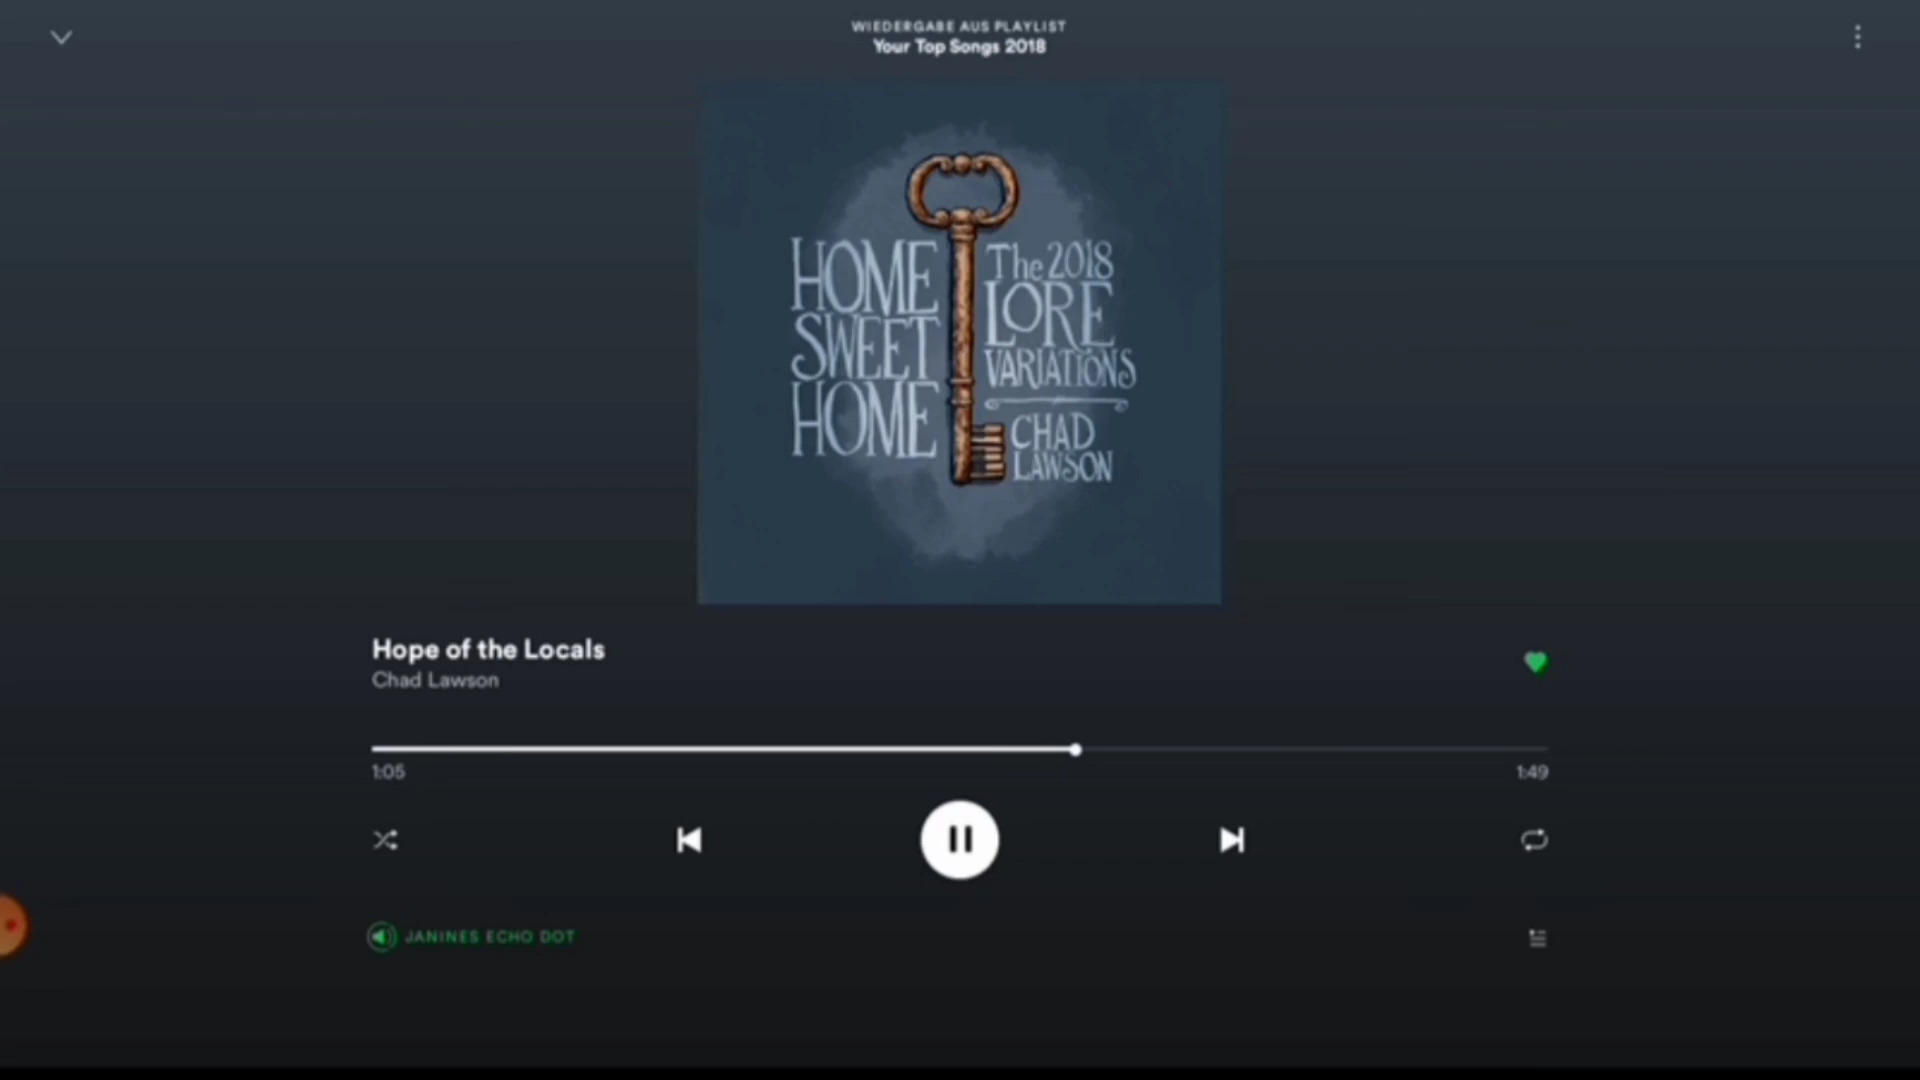 WIEDERGABE AUS PLAYLIST
Your Top Songs 2018
HOME
SWEET
HOME
The 2018
LORE
VARIATIONS
CHAD
LAWSON
Hope of the Locals
Chad Lawson
1:05
1:49
JANINES ECHO DOT